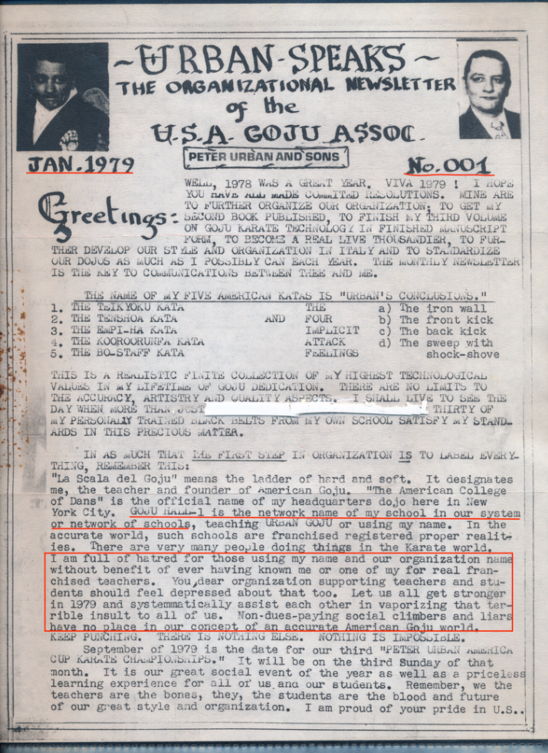 ~URBAN-SPEAKS~
THE ORGANIZATIONAL NEWSLETTER
of the
U.S.A. GOJU ASSOC.
PETER URBAN AND SONS
JAN. 1979
No. 001
Greetings:
WELL, 1978 WAS A GREAT YEAR. VIVA 1979 ! I HOPE
YOU HAVE ALL MADE COMMITED RESOLUTIONS. MINE ARE
TO FURTHER ORGANIZE OUR ORGANIZATION; TO GET MY
SECOND BOOK PUBLISHED, TO FINISH MY THIRD VOLUME
ON GOJU KARATE TECHNOLOGY IN FINISHED MANUSCRIPT
FORM, TO BECOME A REAL LIVE THOUSANDIER, TO FUR-
THER DEVELOP OUR STYLE AND ORGANIZATION IN ITALY AND TO STANDARDIZE
OUR DOJOS AS MUCH AS I POSSIBLY CAN EACH YEAR. THE MONTHLY NEWSLETTER
IS THE KEY TO COMMUNICATIONS BETWEEN THEE AND ME.
THE NAME OF MY FIVE AMERICAN KATAS IS "URBAN'S CONCLUSIONS."
1. THE TEIKYOKU KATA THE a) The iron wall
2. THE TENSHOA KATA AND FOUR b) The front kick
3. THE EMPI-HA KATA IMPLICIT c) The back kick
4. THE KOOROORUNFA KATA ATTACK d) The sweep with
5. THE BO-STAFF KATA FEELINGS shock-shove
THIS IS A REALISTIC FINITE COLLECTION OF MY HIGHEST TECHNOLOGICAL
VALUES IN MY LIFETIME OF GOJU DEDICATION. THERE ARE NO LIMITS TO
THE ACCURACY, ARTISTRY AND QUALITY ASPECTS. I SHALL LIVE TO SEE THE
DAY WHEN MORE THAN JUST THIRTY OF
MY PERSONALLY TRAINED BLACK BELTS FROM MY OWN SCHOOL SATISFY MY STAND-
ARDS IN THIS PRECIOUS MATTER.
IN AS MUCH THAT THE FIRST STEP IN ORGANIZATION IS TO LABEL EVERY-
THING, REMEMBER THIS:
"La Scala del Goju" means the ladder of hard and soft. It designates
me, the teacher and founder of American Goju. "The American College
of Dans" is the official name of my headquarters dojo here in New
York City. GOJU HALL-1 is the network name of my school in our system
or network of schools, teaching URBAN GOJU or using my name. In the
accurate world, such schools are franchised registered proper realit-
ies. There are very many people doing things in the Karate world.
I am full of hatred for those using my name and our organization name
without benefit of ever having known me or one of my for real fran-
chised teachers. You,dear organization supporting teachers and stu-
dents should feel depressed about that too. Let us all get stronger
in 1979 and systemmatically assist each other in vaporizing that ter-
rible insult to all of us. Non-dues-paying social climbers and liars
have no place in our concept of an accurate American Goju world.
KEEP PUNCHING. THERE IS NOTHING ELSE. NOTHING IS IMPOSSIBLE.
September of 1979 is the date for our third "PETER URBAN AMERICA
CUP KARATE CHAMPIONSHIPS." It will be on the third Sunday of that
month. It is our great social event of the year as well as a priceless
learning experience for all of us and our students. Remember, we the
teachers are the bones, they, the students are the blood and future
of our great style and organization. I am proud of your pride in U.S..